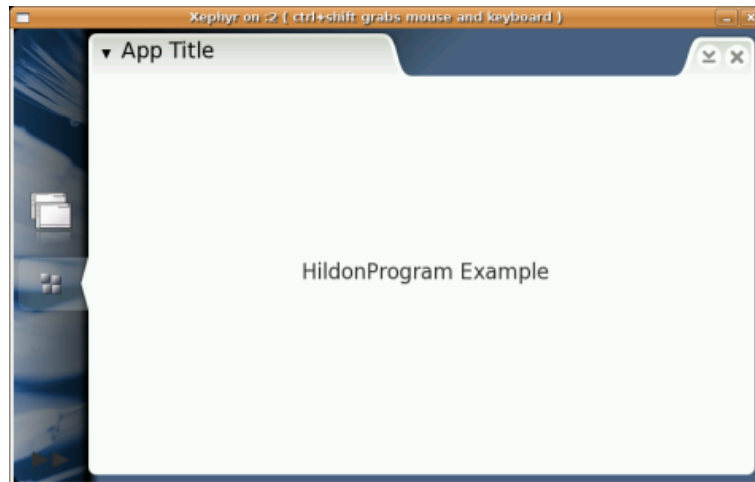 Xephyr on :2 ( ctrl+shift grabs mouse and keyboard )
App Title
HildonProgram Example